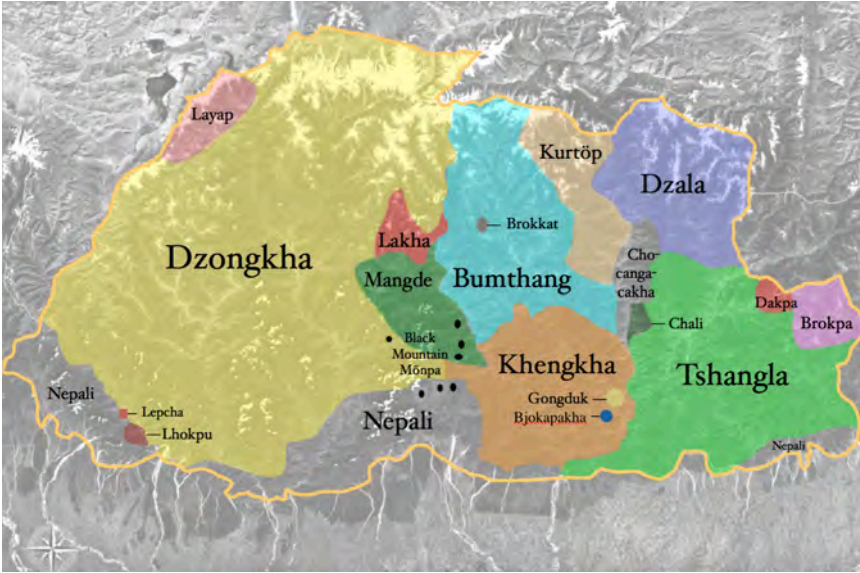 Layap
Kurtöp
Dzala
Brokkat
Lakha
Dzongkha
Cho-
canga-
cakha
Mangde
Bumthang
Dakpa
Brokpa
Chali
Black
Mountain
Mönpa
Khengkha
Tshangla
Nepali
Gongduk
Lepcha
Bjokapakha
Nepali
Lhokpu
Nepali